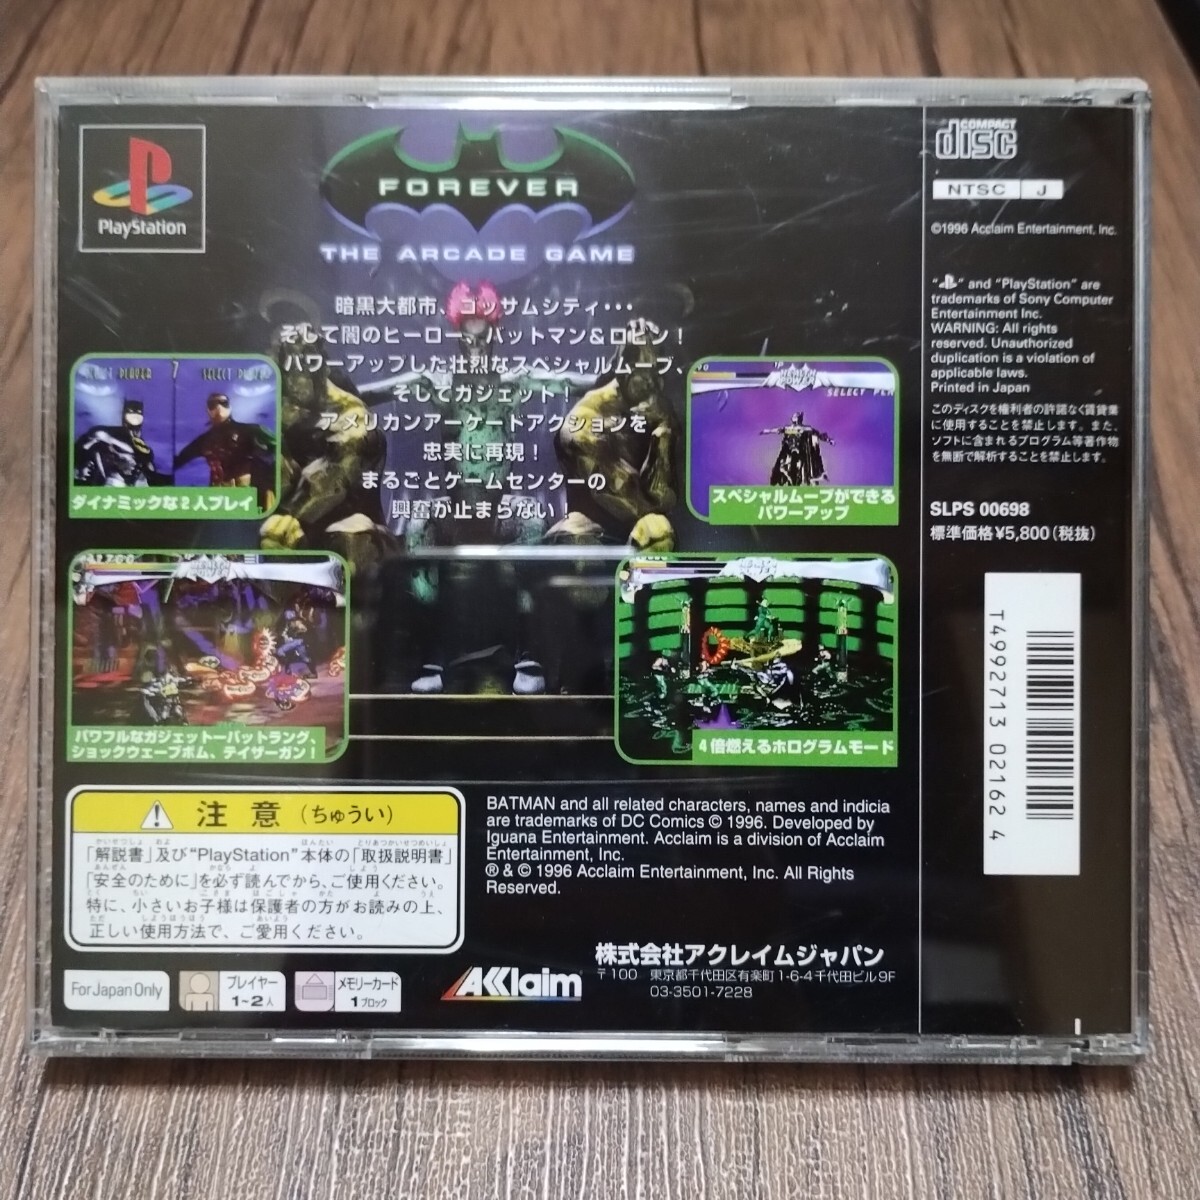 PlayStation
FOREVER
THE ARCADE GAME
暗黒大都市、ゴッサムシティ・・・
そして闇のヒーロー、バットマン＆ロビン！
パワーアップした壮烈なスペシャルムーブ、
そしてガジェット！
アメリカンアーケードアクションを
忠実に再現！
まるごとゲームセンターの
興奮が止まらない！
SELECT PLAYER
ダイナミックな2人プレイ
HEALTH
POWER
スペシャルムーブができる
パワーアップ
パワフルなガジェットーバットラング、
ショックウェーブボム、テイザーガン！
4倍燃えるホログラムモード
注意（ちゅうい）
「解説書」及び“PlayStation”本体の「取扱説明書」
「安全のために」を必ず読んでから、ご使用ください。
特に、小さいお子様は保護者の方がお読みの上、
正しい使用方法で、ご愛用ください。
BATMAN and all related characters, names and indicia
are trademarks of DC Comics © 1996. Developed by
Iguana Entertainment. Acclaim is a division of Acclaim
Entertainment, Inc.
® & © 1996 Acclaim Entertainment, Inc. All Rights
Reserved.
For Japan Only
プレイヤー
1~2人
メモリーカード
1ブロック
AKKlaim
株式会社アクレイムジャパン
〒100 東京都千代田区有楽町1-6-4千代田ビル9F
03-3501-7228
COMPACT
disc
NTSC J
©1996 Acclaim Entertainment, Inc.
“ ” and “PlayStation” are
trademarks of Sony Computer
Entertainment Inc.
WARNING: All rights
reserved. Unauthorized
duplication is a violation of
applicable laws.
Printed in Japan
このディスクを権利者の許諾なく賃貸業
に使用することを禁止します。また、
ソフトに含まれるプログラム等著作物
を無断で解析することを禁止します。
SLPS 00698
標準価格¥5,800(税抜)
T4992713 02162 4